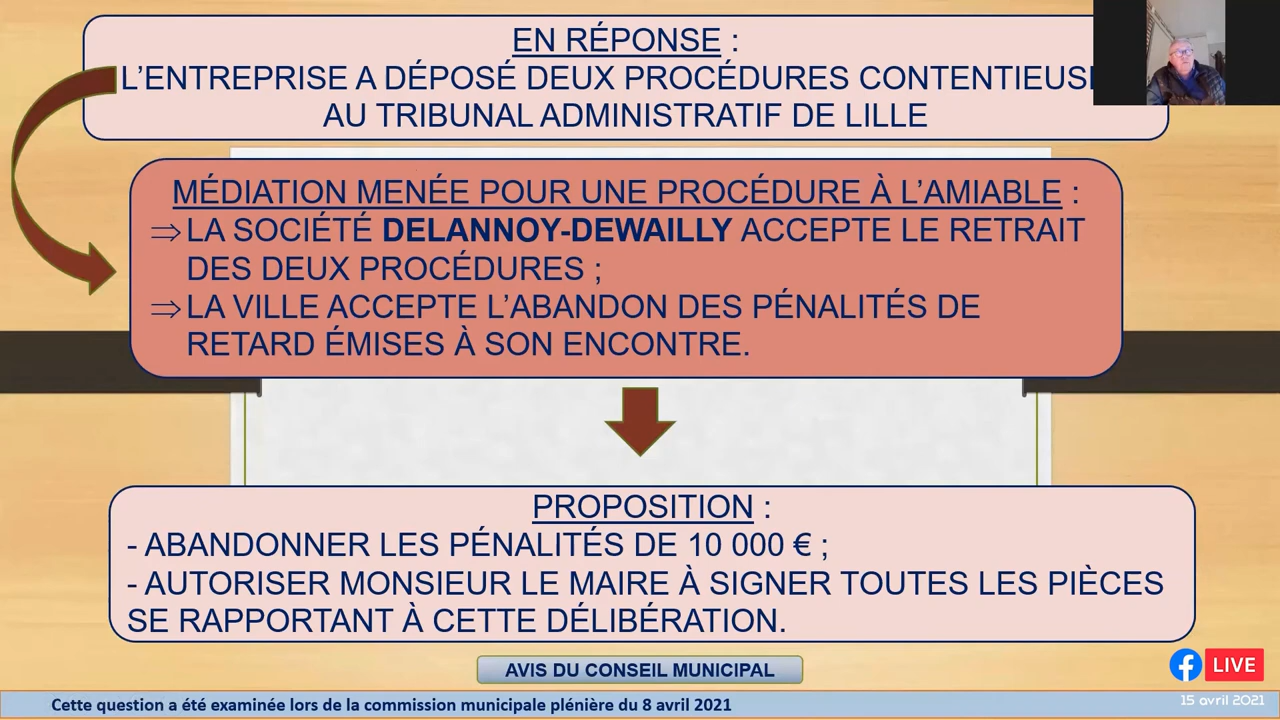 EN RÉPONSE :
L’ENTREPRISE A DÉPOSÉ DEUX PROCÉDURES
AU TRIBUNAL ADMINISTRATIF DE LILLE
MÉDIATION MENÉE POUR UNE PROCÉDURE À L’AMIABLE :
⇒ LA SOCIÉTÉ DELANNOY-DEWAILLY ACCEPTE LE RETRAIT
DES DEUX PROCÉDURES ;
⇒ LA VILLE ACCEPTE L’ABANDON DES PÉNALITÉS DE
RETARD ÉMISES À SON ENCONTRE.
PROPOSITION :
- ABANDONNER LES PÉNALITÉS DE 10 000 € ;
- AUTORISER MONSIEUR LE MAIRE À SIGNER TOUTES LES PIÈCES
SE RAPPORTANT À CETTE DÉLIBÉRATION.
AVIS DU CONSEIL MUNICIPAL
LIVE
Cette question a été examinée lors de la commission municipale plénière du 8 avril 2021
15 avril 2021